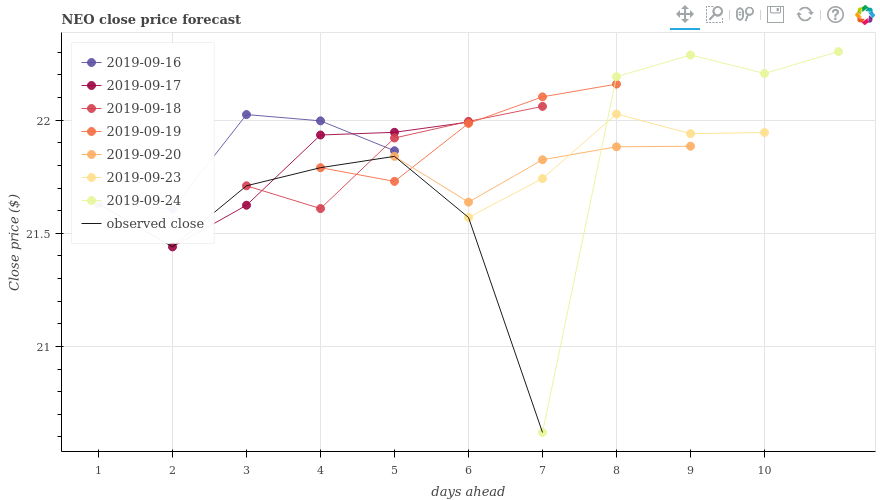 NEO close price forecast
2019-09-16
2019-09-17
2019-09-18
2019-09-19
2019-09-20
2019-09-23
2019-09-24
observed close
Close price ($)
22
21.5
21
1 2 3 4 5 6 7 8 9 10
days ahead